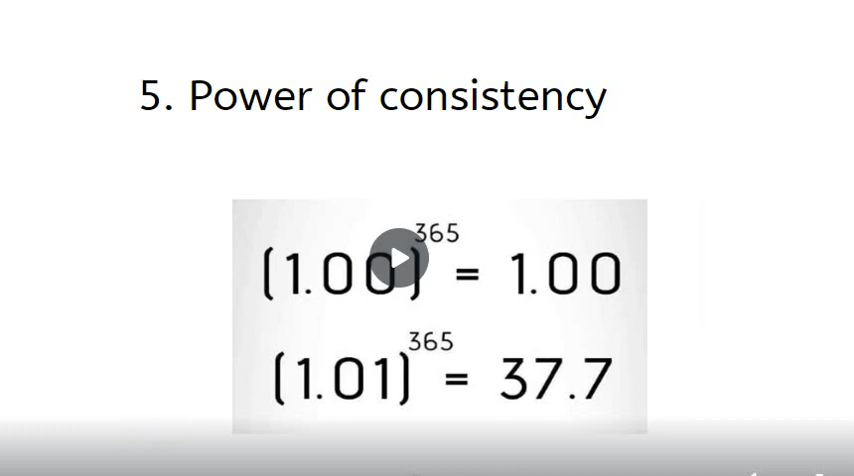 5. Power of consistency
(1.00)³⁶⁵ = 1.00
(1.01)³⁶⁵ = 37.7